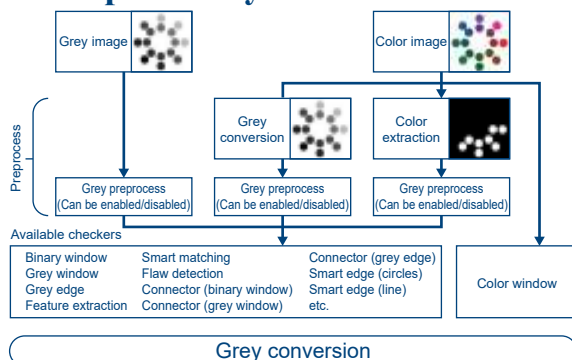 Grey image
Color image
Preprocess
Grey
conversion
Color
extraction
Grey preprocess
(Can be enabled/disabled)
Grey preprocess
(Can be enabled/disabled)
Grey preprocess
(Can be enabled/disabled)
Available checkers
Binary window
Grey window
Grey edge
Feature extraction
Smart matching
Flaw detection
Connector (binary window)
Connector (grey window)
Connector (grey edge)
Smart edge (circles)
Smart edge (line)
etc.
Color window
Grey conversion